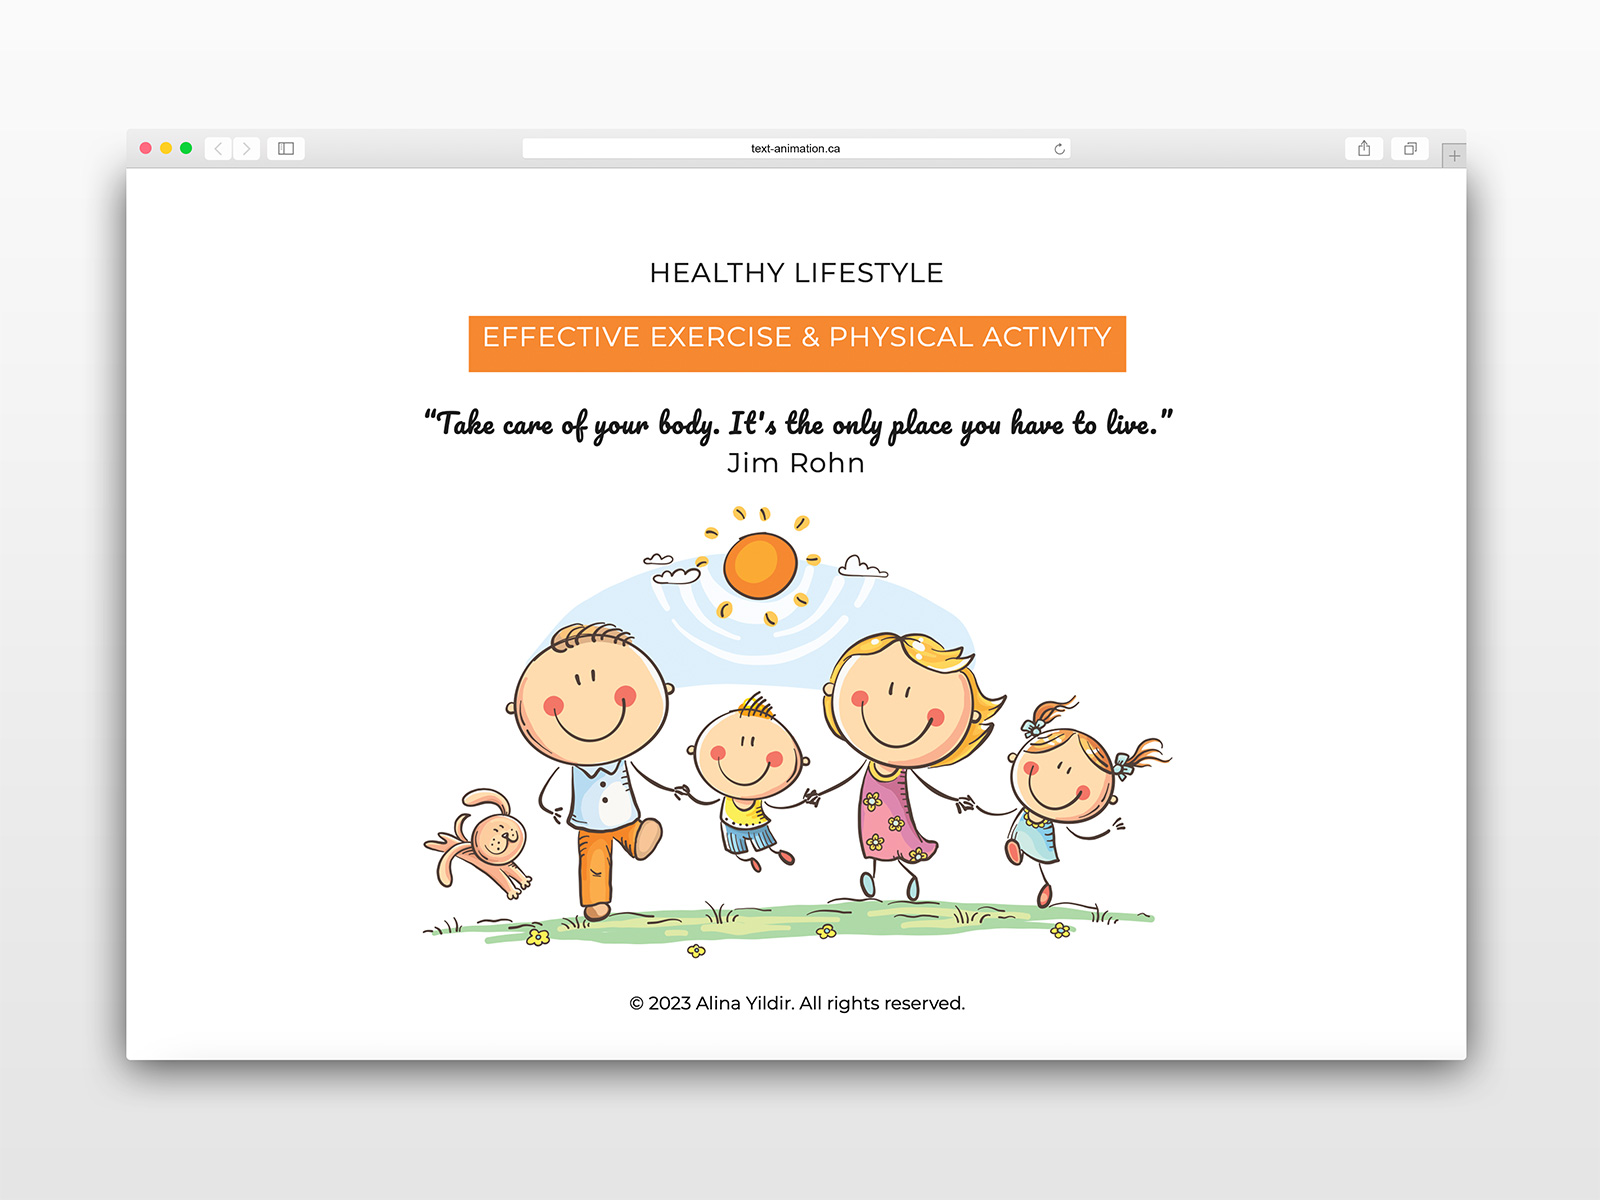 text-animation.ca
HEALTHY LIFESTYLE
EFFECTIVE EXERCISE & PHYSICAL ACTIVITY
“Take care of your body. It's the only place you have to live.”
Jim Rohn
© 2023 Alina Yildir. All rights reserved.